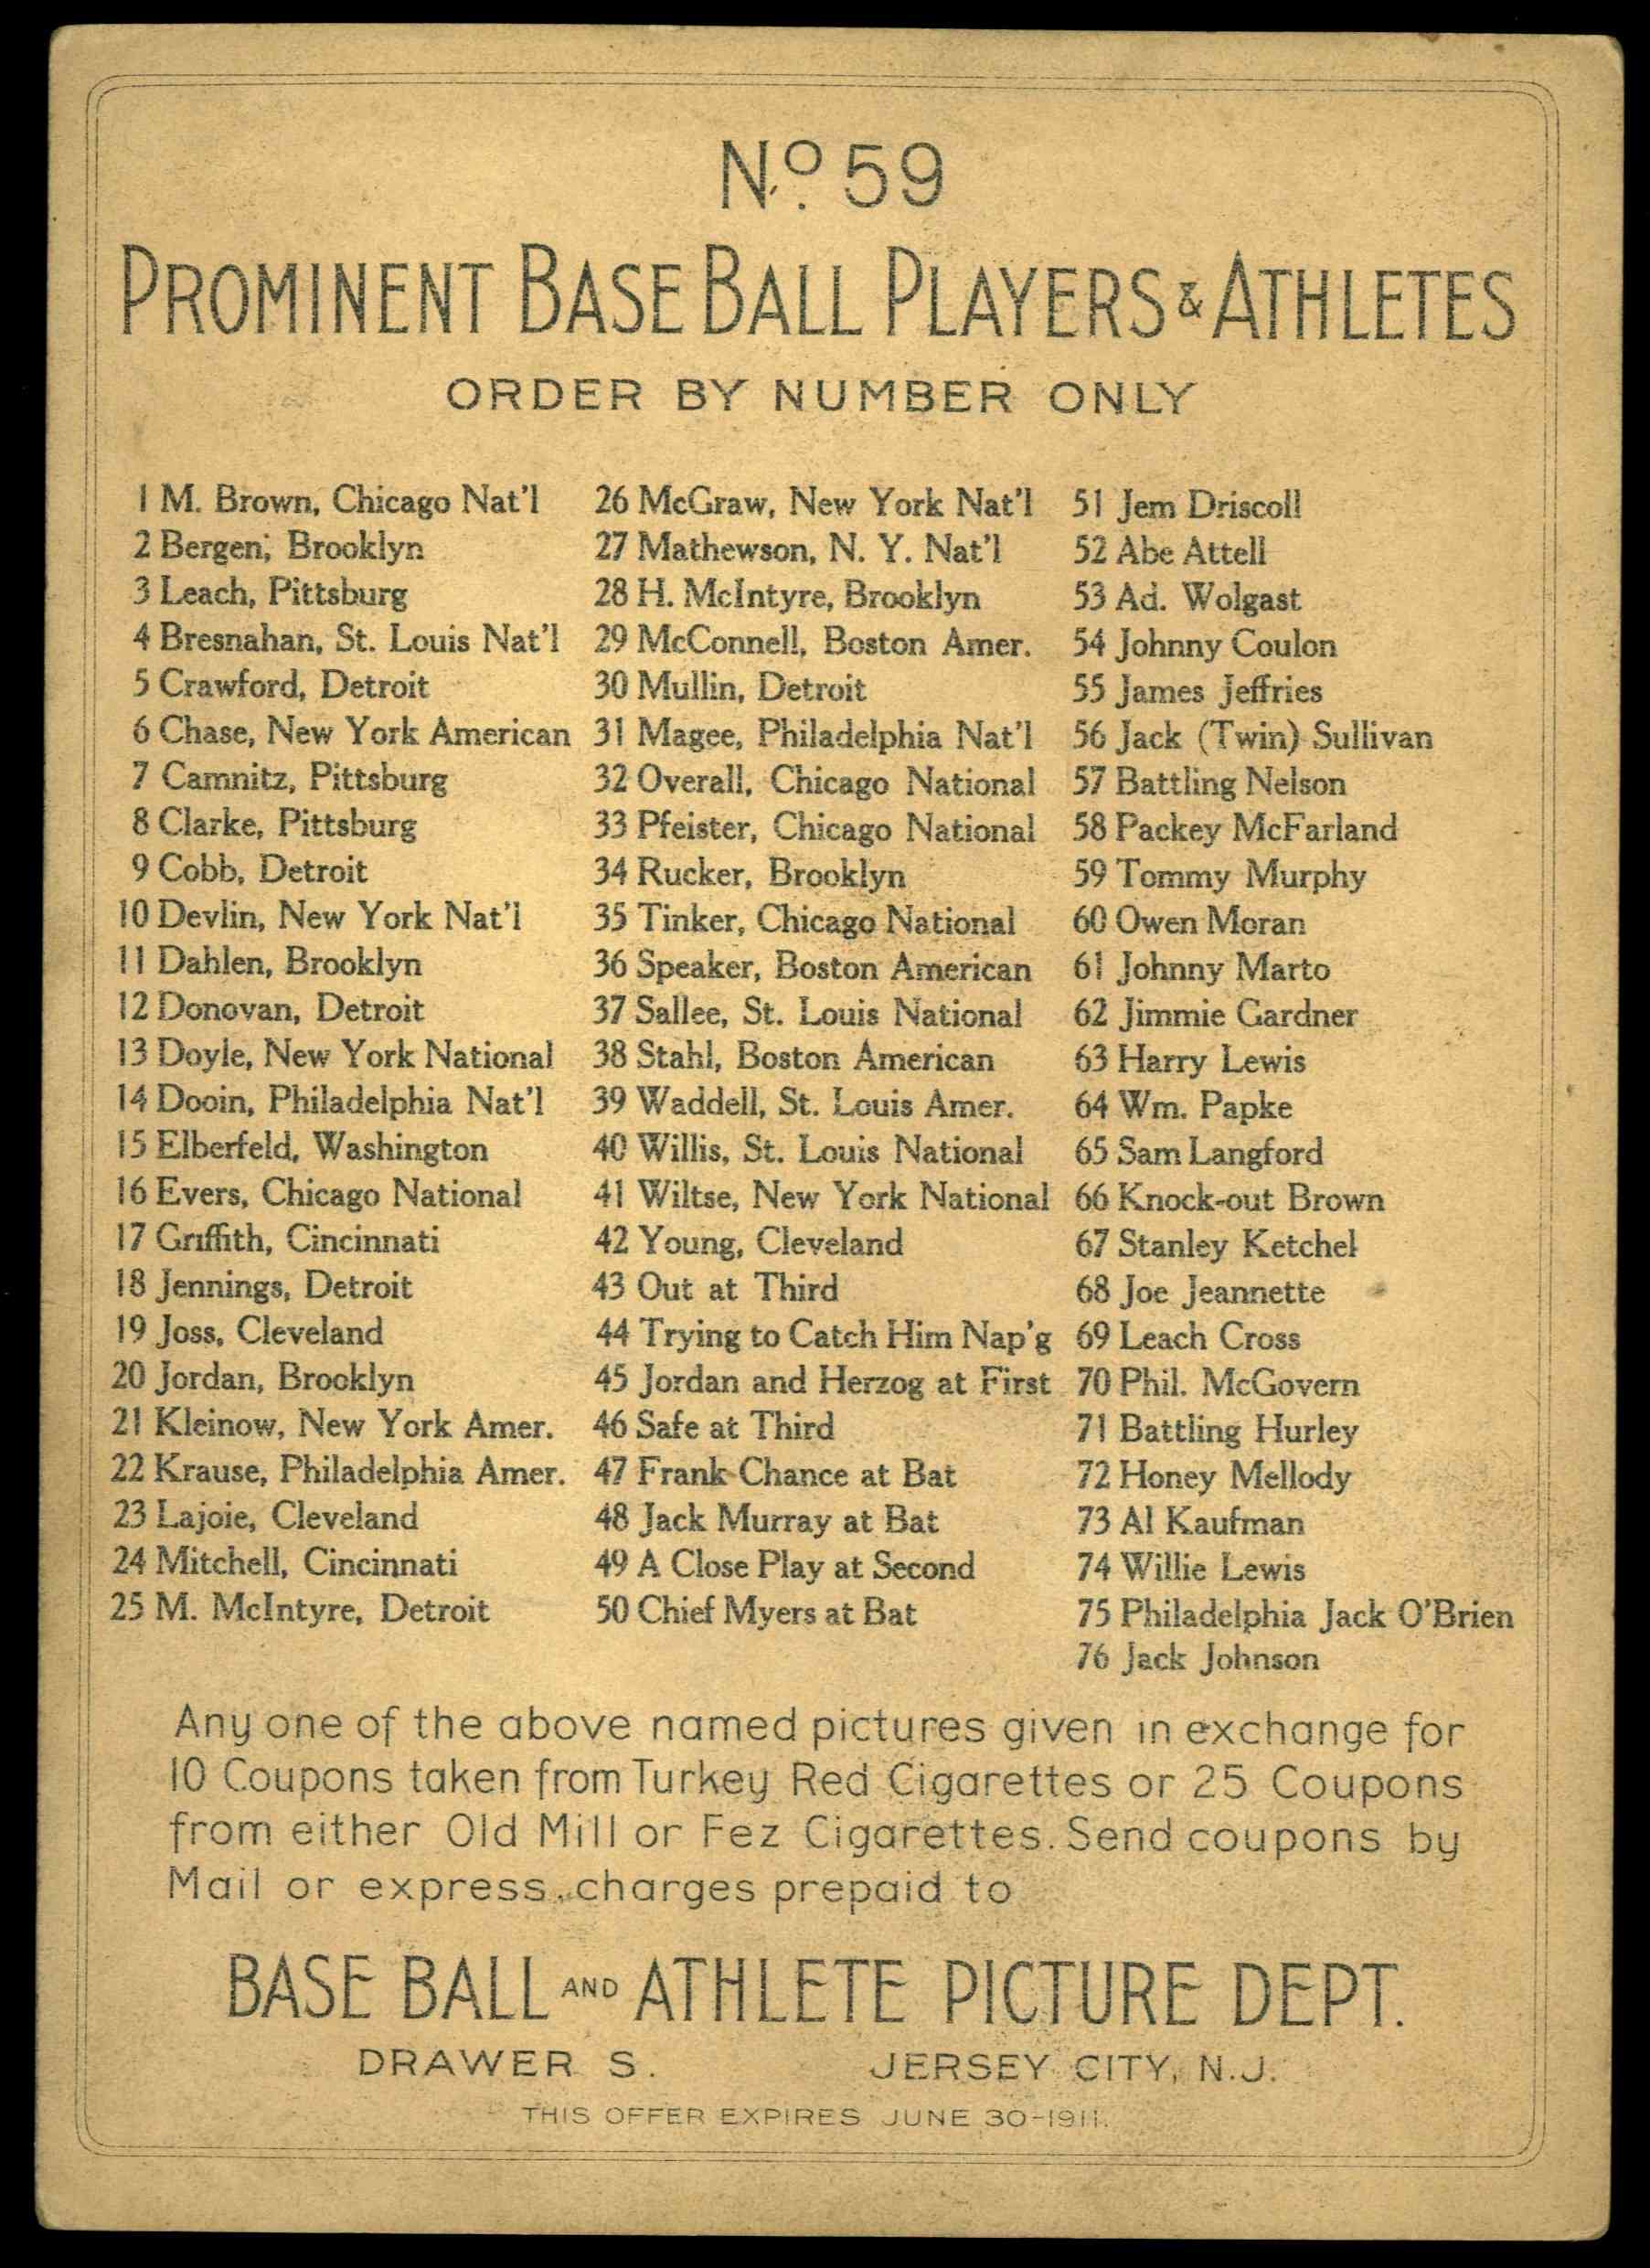 No. 59
PROMINENT BASE BALL PLAYERS & ATHLETES
ORDER BY NUMBER ONLY
1 M. Brown, Chicago Nat'l
2 Bergen, Brooklyn
3 Leach, Pittsburg
4 Bresnahan, St. Louis Nat'l
5 Crawford, Detroit
6 Chase, New York American
7 Camnitz, Pittsburg
8 Clarke, Pittsburg
9 Cobb, Detroit
10 Devlin, New York Nat'l
11 Dahlen, Brooklyn
12 Donovan, Detroit
13 Doyle, New York National
14 Dooin, Philadelphia Nat'l
15 Elberfeld, Washington
16 Evers, Chicago National
17 Griffith, Cincinnati
18 Jennings, Detroit
19 Joss, Cleveland
20 Jordan, Brooklyn
21 Kleinow, New York Amer.
22 Krause, Philadelphia Amer.
23 Lajoie, Cleveland
24 Mitchell, Cincinnati
25 M. McIntyre, Detroit
26 McGraw, New York Nat'l
27 Mathewson, N. Y. Nat'l
28 H. McIntyre, Brooklyn
29 McConnell, Boston Amer.
30 Mullin, Detroit
31 Magee, Philadelphia Nat'l
32 Overall, Chicago National
33 Pfeister, Chicago National
34 Rucker, Brooklyn
35 Tinker, Chicago National
36 Speaker, Boston American
37 Sallee, St. Louis National
38 Stahl, Boston American
39 Waddell, St. Louis Amer.
40 Willis, St. Louis National
41 Wiltse, New York National
42 Young, Cleveland
43 Out at Third
44 Trying to Catch Him Nap'g
45 Jordan and Herzog at First
46 Safe at Third
47 Frank Chance at Bat
48 Jack Murray at Bat
49 A Close Play at Second
50 Chief Myers at Bat
51 Jem Driscoll
52 Abe Attell
53 Ad. Wolgast
54 Johnny Coulon
55 James Jeffries
56 Jack (Twin) Sullivan
57 Battling Nelson
58 Packey McFarland
59 Tommy Murphy
60 Owen Moran
61 Johnny Marto
62 Jimmie Gardner
63 Harry Lewis
64 Wm. Papke
65 Sam Langford
66 Knock-out Brown
67 Stanley Ketchel
68 Joe Jeannette
69 Leach Cross
70 Phil. McGovern
71 Battling Hurley
72 Honey Mellody
73 Al Kaufman
74 Willie Lewis
75 Philadelphia Jack O'Brien
76 Jack Johnson
Any one of the above named pictures given in exchange for
10 Coupons taken from Turkey Red Cigarettes or 25 Coupons
from either Old Mill or Fez Cigarettes. Send coupons by
Mail or express, charges prepaid to
BASE BALL AND ATHLETE PICTURE DEPT.
DRAWER S. JERSEY CITY, N.J.
THIS OFFER EXPIRES JUNE 30-1911.